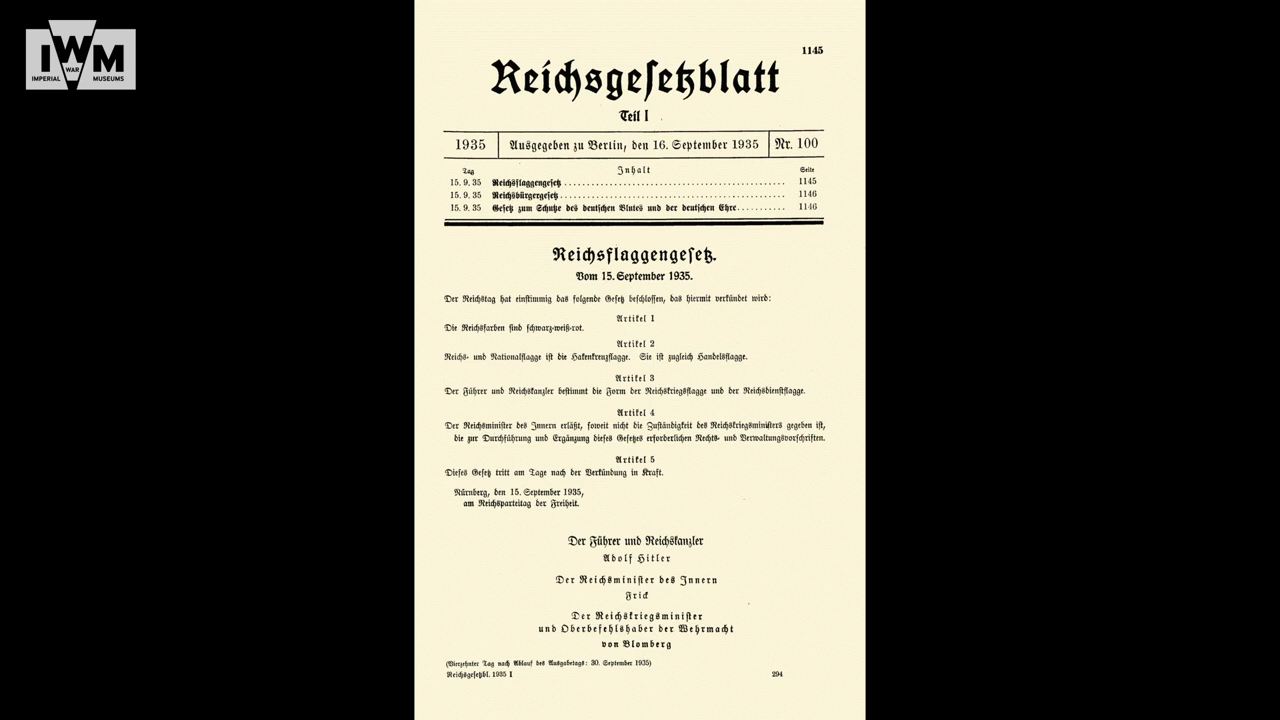 IWM
IMPERIAL WAR MUSEUMS
1145
Reichsgesetzblatt
Teil I
1935 Ausgegeben zu Berlin, den 16. September 1935 Nr. 100
Tag Inhalt Seite
15. 9. 35 Reichsflaggengesetz 1145
15. 9. 35 Reichsbürgergesetz 1146
15. 9. 35 Gesetz zum Schutze des deutschen Blutes und der deutschen Ehre 1146
Reichsflaggengesetz.
Vom 15. September 1935.
Der Reichstag hat einstimmig das folgende Gesetz beschlossen, das hiermit verkündet wird:
Artikel 1
Die Reichsfarben sind schwarz-weiß-rot.
Artikel 2
Reichs- und Nationalflagge ist die Hakenkreuzflagge. Sie ist zugleich Handelsflagge.
Artikel 3
Der Führer und Reichskanzler bestimmt die Form der Reichskriegsflagge und der Reichsdienstflagge.
Artikel 4
Der Reichsminister des Innern erläßt, soweit nicht die Zuständigkeit des Reichskriegsministers gegeben ist,
die zur Durchführung und Ergänzung dieses Gesetzes erforderlichen Rechts- und Verwaltungsvorschriften.
Artikel 5
Dieses Gesetz tritt am Tage nach der Verkündung in Kraft.
Nürnberg, den 15. September 1935,
am Reichsparteitag der Freiheit.
Der Führer und Reichskanzler
Adolf Hitler
Der Reichsminister des Innern
Frick
Der Reichskriegsminister
und Oberbefehlshaber der Wehrmacht
von Blomberg
(Vierzehnter Tag nach Ablauf des Ausgabetags: 30. September 1935)
Reichsgesetzbl. 1935 I 294